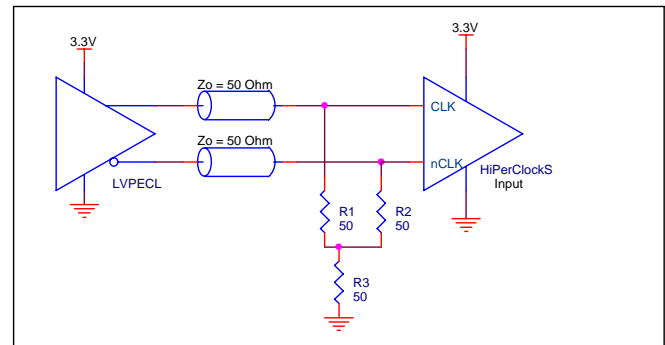 3.3V
3.3V
Zo = 50 Ohm
CLK
Zo = 50 Ohm
nCLK
HiPerClockS
Input
LVPECL
R1
50
R2
50
R3
50